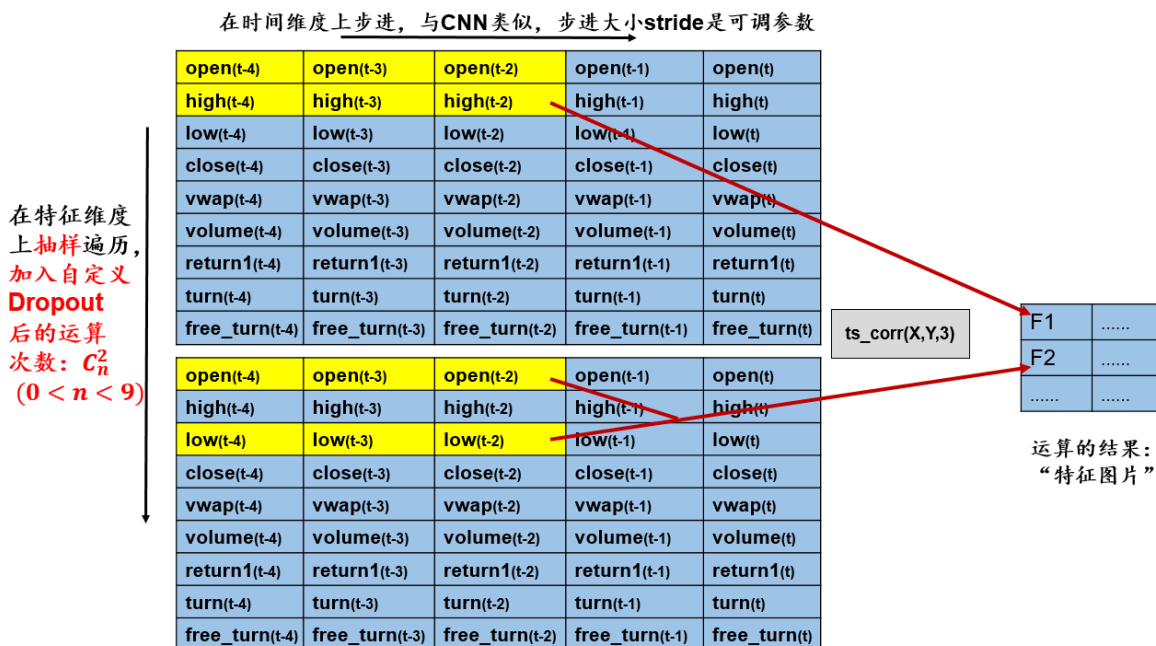 在时间维度上步进，与CNN类似，步进大小stride是可调参数
open(t-4) open(t-3) open(t-2) open(t-1) open(t)
high(t-4) high(t-3) high(t-2) high(t-1) high(t)
low(t-4) low(t-3) low(t-2) low(t-1) low(t)
close(t-4) close(t-3) close(t-2) close(t-1) close(t)
vwap(t-4) vwap(t-3) vwap(t-2) vwap(t-1) vwap(t)
volume(t-4) volume(t-3) volume(t-2) volume(t-1) volume(t)
return1(t-4) return1(t-3) return1(t-2) return1(t-1) return1(t)
turn(t-4) turn(t-3) turn(t-2) turn(t-1) turn(t)
free_turn(t-4) free_turn(t-3) free_turn(t-2) free_turn(t-1) free_turn(t)
在特征维度
上抽样遍历，
加入自定义
Dropout
后的运算
次数：𝑪𝒏²
(𝟎 < 𝒏 < 𝟗)
open(t-4) open(t-3) open(t-2) open(t-1) open(t)
high(t-4) high(t-3) high(t-2) high(t-1) high(t)
low(t-4) low(t-3) low(t-2) low(t-1) low(t)
close(t-4) close(t-3) close(t-2) close(t-1) close(t)
vwap(t-4) vwap(t-3) vwap(t-2) vwap(t-1) vwap(t)
volume(t-4) volume(t-3) volume(t-2) volume(t-1) volume(t)
return1(t-4) return1(t-3) return1(t-2) return1(t-1) return1(t)
turn(t-4) turn(t-3) turn(t-2) turn(t-1) turn(t)
free_turn(t-4) free_turn(t-3) free_turn(t-2) free_turn(t-1) free_turn(t)
ts_corr(X,Y,3)
F1 ......
F2 ......
...... ......
运算的结果：
“特征图片”